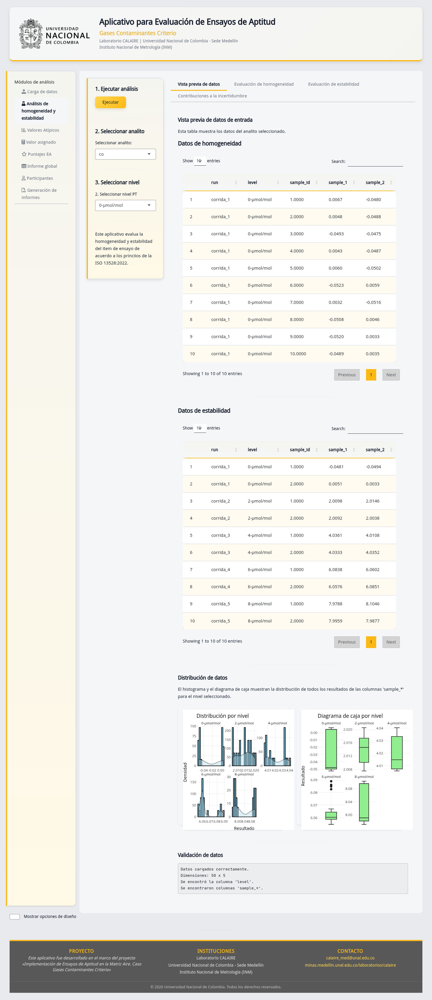 UNIVERSIDAD
NACIONAL
DE COLOMBIA
Aplicativo para Evaluación de Ensayos de Aptitud
Gases Contaminantes Criterio
Laboratorio CALAIRE | Universidad Nacional de Colombia - Sede Medellín
Instituto Nacional de Metrología (INM)
Módulos de análisis
Carga de datos
Análisis de
homogeneidad y
estabilidad
Valores Atípicos
Valor asignado
Puntajes EA
Informe global
Participantes
Generación de
informes
1. Ejecutar análisis
Ejecutar
2. Seleccionar analito
Seleccionar analito:
co
3. Seleccionar nivel
2. Seleccionar nivel PT
0-μmol/mol
Este aplicativo evalua la
homogeneidad y estabilidad
del item de ensayo de
acuerdo a los princiios de la
ISO 13528:2022.
Vista previa de datos Evaluación de homogeneidad Evaluación de estabilidad
Contribuciones a la incertidumbre
Vista previa de datos de entrada
Esta tabla muestra los datos del analito seleccionado.
Datos de homogeneidad
Show 10 entries Search:
run level sample_id sample_1 sample_2
1 corrida_1 0-μmol/mol 1.0000 0.0067 -0.0480
2 corrida_1 0-μmol/mol 2.0000 0.0048 -0.0488
3 corrida_1 0-μmol/mol 3.0000 -0.0493 -0.0475
4 corrida_1 0-μmol/mol 4.0000 0.0043 -0.0487
5 corrida_1 0-μmol/mol 5.0000 0.0060 -0.0502
6 corrida_1 0-μmol/mol 6.0000 -0.0523 0.0059
7 corrida_1 0-μmol/mol 7.0000 0.0032 -0.0516
8 corrida_1 0-μmol/mol 8.0000 -0.0508 0.0046
9 corrida_1 0-μmol/mol 9.0000 -0.0520 0.0033
10 corrida_1 0-μmol/mol 10.0000 -0.0489 0.0035
Showing 1 to 10 of 10 entries Previous 1 Next
Datos de estabilidad
Show 10 entries Search:
run level sample_id sample_1 sample_2
1 corrida_1 0-μmol/mol 1.0000 -0.0481 -0.0494
2 corrida_1 0-μmol/mol 2.0000 0.0051 0.0033
3 corrida_2 2-μmol/mol 1.0000 2.0098 2.0146
4 corrida_2 2-μmol/mol 2.0000 2.0092 2.0038
5 corrida_3 4-μmol/mol 1.0000 4.0361 4.0108
6 corrida_3 4-μmol/mol 2.0000 4.0333 4.0352
7 corrida_4 6-μmol/mol 1.0000 6.0838 6.0602
8 corrida_4 6-μmol/mol 2.0000 6.0576 6.0851
9 corrida_5 8-μmol/mol 1.0000 7.9788 8.1046
10 corrida_5 8-μmol/mol 2.0000 7.9959 7.9877
Showing 1 to 10 of 10 entries Previous 1 Next
Distribución de datos
El histograma y el diagrama de caja muestran la distribución de todos los resultados de las columnas 'sample_*'
para el nivel seleccionado.
Distribución por nivel
0-μmol/mol 2-μmol/mol 4-μmol/mol
100
75
50
25
0
200
150
100
50
0
100
50
0
-0.04 -0.02 0.00 2.010 2.015 2.020 4.01 4.02 4.03 4.04
6-μmol/mol 8-μmol/mol
150
100
50
0
30
20
10
0
6.06 6.07 6.08 6.09 8.00 8.04 8.08
Densidad
Resultado
Diagrama de caja por nivel
0-μmol/mol 2-μmol/mol 4-μmol/mol
0.00
-0.01
-0.02
-0.03
-0.04
-0.05
2.020
2.016
2.012
2.008
4.04
4.03
4.02
4.01
6-μmol/mol 8-μmol/mol
6.09
6.08
6.07
6.06
8.08
8.04
8.00
Resultado
Validación de datos
Datos cargados correctamente.
Dimensiones: 50 x 5
Se encontró la columna 'level'.
Se encontraron columnas 'sample_*'.
Mostrar opciones de diseño
PROYECTO
Este aplicativo fue desarrollado en el marco del proyecto
«Implementación de Ensayos de Aptitud en la Matriz Aire. Caso
Gases Contaminantes Criterio»
INSTITUCIONES
Laboratorio CALAIRE
Universidad Nacional de Colombia - Sede Medellín
Instituto Nacional de Metrología (INM)
CONTACTO
calaire_med@unal.edu.co
minas.medellin.unal.edu.co/laboratorios/calaire
© 2026 Universidad Nacional de Colombia. Todos los derechos reservados.